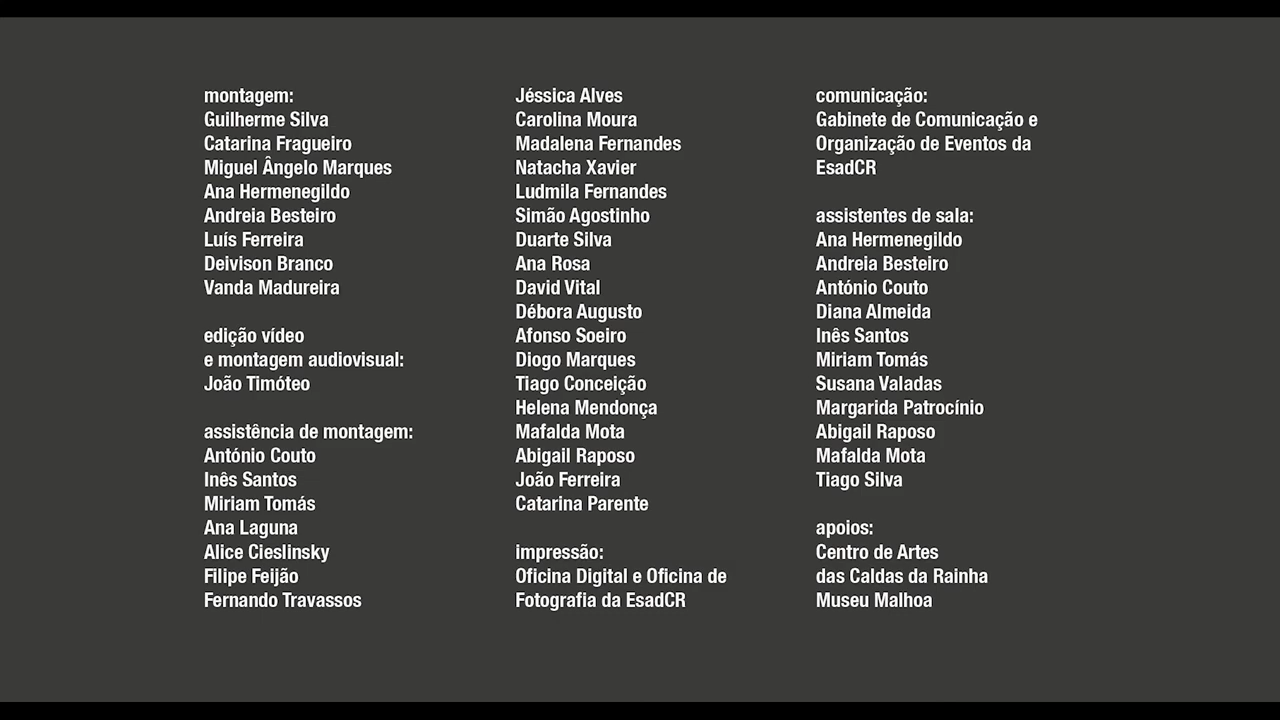 montagem:
Guilherme Silva
Catarina Fragueiro
Miguel Ângelo Marques
Ana Hermenegildo
Andreia Besteiro
Luís Ferreira
Deivison Branco
Vanda Madureira
edição vídeo
e montagem audiovisual:
João Timóteo
assistência de montagem:
António Couto
Inês Santos
Miriam Tomás
Ana Laguna
Alice Cieslinsky
Filipe Feijão
Fernando Travassos
Jéssica Alves
Carolina Moura
Madalena Fernandes
Natacha Xavier
Ludmila Fernandes
Simão Agostinho
Duarte Silva
Ana Rosa
David Vital
Débora Augusto
Afonso Soeiro
Diogo Marques
Tiago Conceição
Helena Mendonça
Mafalda Mota
Abigail Raposo
João Ferreira
Catarina Parente
impressão:
Oficina Digital e Oficina de
Fotografia da EsadCR
comunicação:
Gabinete de Comunicação e
Organização de Eventos da
EsadCR
assistentes de sala:
Ana Hermenegildo
Andreia Besteiro
António Couto
Diana Almeida
Inês Santos
Miriam Tomás
Susana Valadas
Margarida Patrocínio
Abigail Raposo
Mafalda Mota
Tiago Silva
apoios:
Centro de Artes
das Caldas da Rainha
Museu Malhoa